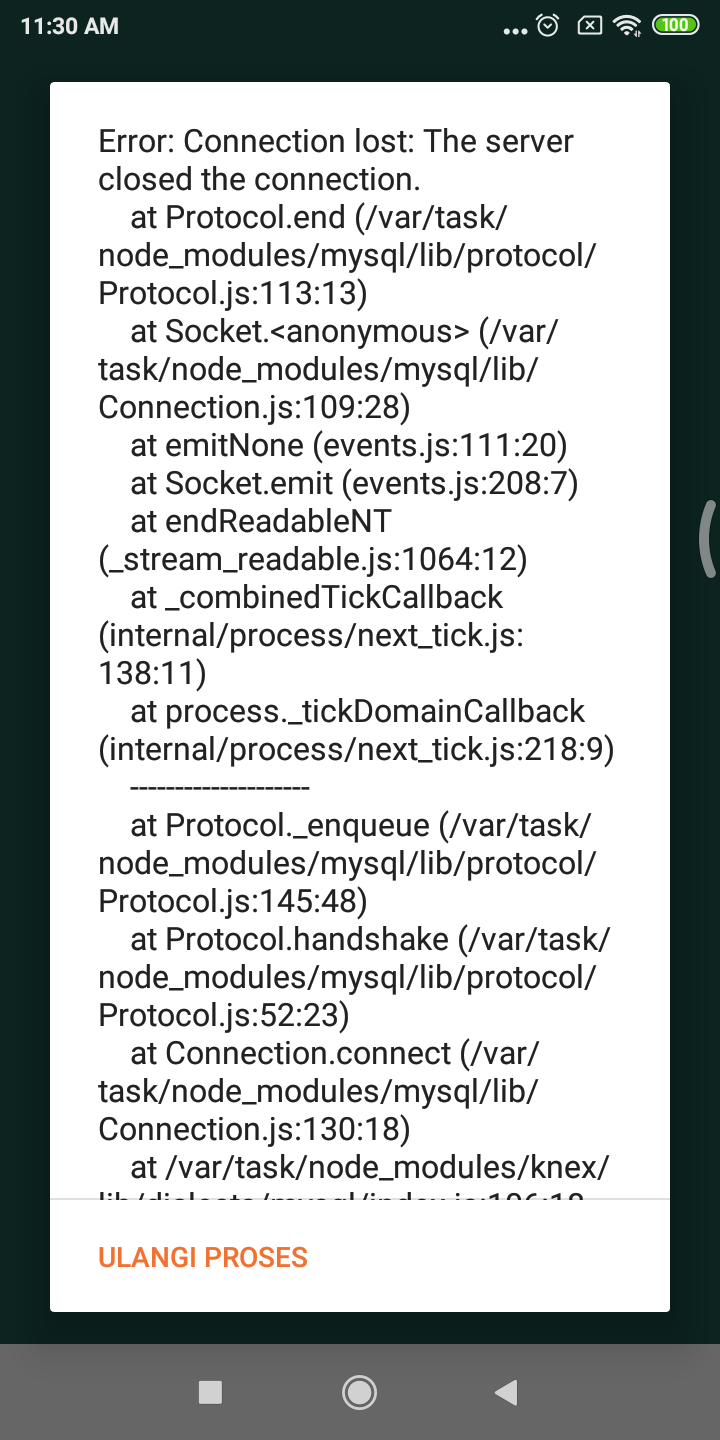 11:30 AM
100
Error: Connection lost: The server
closed the connection.
at Protocol.end (/var/task/
node_modules/mysql/lib/protocol/
Protocol.js:113:13)
at Socket.<anonymous> (/var/
task/node_modules/mysql/lib/
Connection.js:109:28)
at emitNone (events.js:111:20)
at Socket.emit (events.js:208:7)
at endReadableNT
(_stream_readable.js:1064:12)
at _combinedTickCallback
(internal/process/next_tick.js:
138:11)
at process._tickDomainCallback
(internal/process/next_tick.js:218:9)
--------------------
at Protocol._enqueue (/var/task/
node_modules/mysql/lib/protocol/
Protocol.js:145:48)
at Protocol.handshake (/var/task/
node_modules/mysql/lib/protocol/
Protocol.js:52:23)
at Connection.connect (/var/
task/node_modules/mysql/lib/
Connection.js:130:18)
at /var/task/node_modules/knex/
ULANGI PROSES